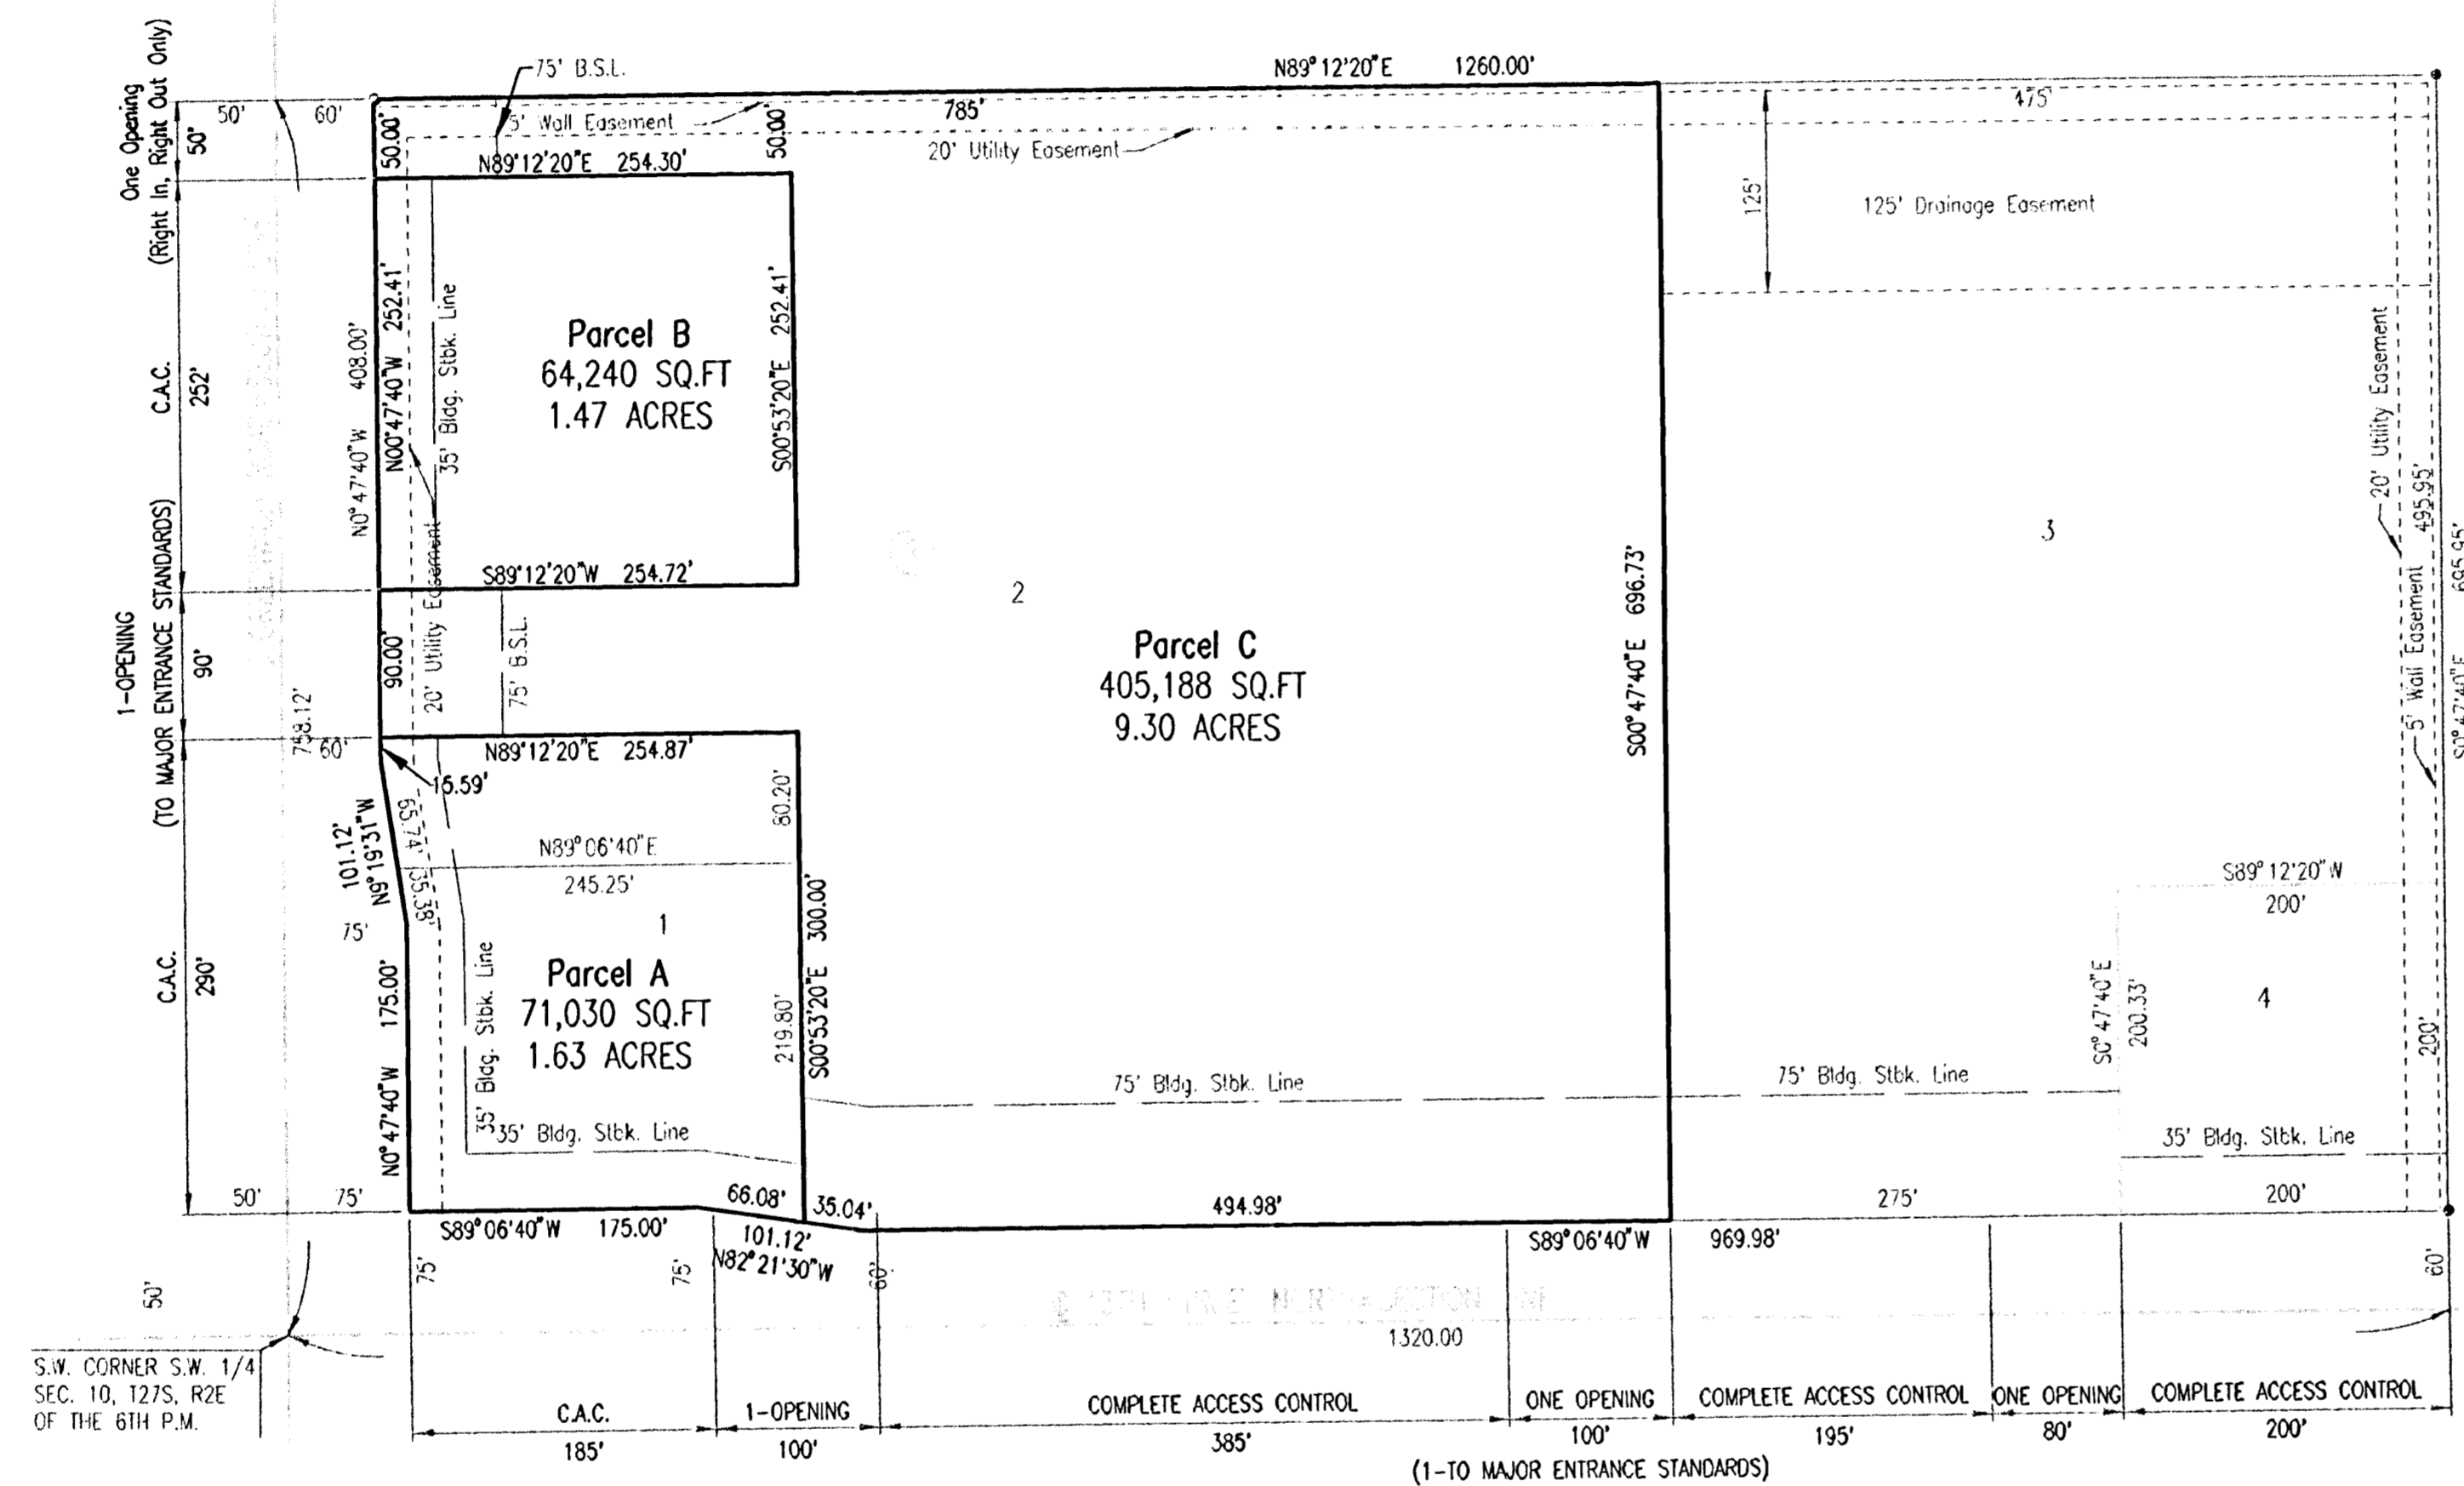 N89°12'20"E 1260.00'
75' B.S.L.
One Opening
(Right In, Right Out Only)
50'
50'
60'
50.00'
5' Wall Easement
50.00'
785'
475'
20' Utility Easement
N89°12'20"E 254.30'
125'
125' Drainage Easement
C.A.C.
252'
N0°47'40"W 408.00'
N00°47'40"W 252.41'
35' Bldg. Stbk. Line
Parcel B
64,240 SQ.FT
1.47 ACRES
S00°53'20"E 252.41'
20' Utility Easement
S89°12'20"W 254.72'
2
3
20' Utility Easement
5' Wall Easement 495.95'
S0°47'40"E 695.95'
1-OPENING
(TO MAJOR ENTRANCE STANDARDS)
90'
758.12'
90.00'
75' B.S.L.
Parcel C
405,188 SQ.FT
9.30 ACRES
S00°47'40"E 696.73'
60'
N89°12'20"E 254.87'
16.59'
101.12'
N9°19'31"W
65.74'
35.38'
80.20'
N89°06'40"E
245.25'
1
75'
C.A.C.
290'
N0°47'40"W 175.00'
35' Bldg. Stbk. Line
Parcel A
71,030 SQ.FT
1.63 ACRES
219.80'
S00°53'20"E 300.00'
35' Bldg. Stbk. Line
75' Bldg. Stbk. Line
75' Bldg. Stbk. Line
S89°12'20"W
200'
S0°47'40"E
200.33'
4
200'
35' Bldg. Stbk. Line
50'
75'
66.08'
35.04'
494.98'
275'
200'
S89°06'40"W 175.00'
101.12'
N82°21'30"W
S89°06'40"W 969.98'
75'
75'
60'
60'
50'
1320.00
S.W. CORNER S.W. 1/4
SEC. 10, T27S, R2E
OF THE 6TH P.M.
C.A.C.
185'
1-OPENING
100'
COMPLETE ACCESS CONTROL
385'
ONE OPENING
100'
COMPLETE ACCESS CONTROL
195'
ONE OPENING
80'
COMPLETE ACCESS CONTROL
200'
(1-TO MAJOR ENTRANCE STANDARDS)